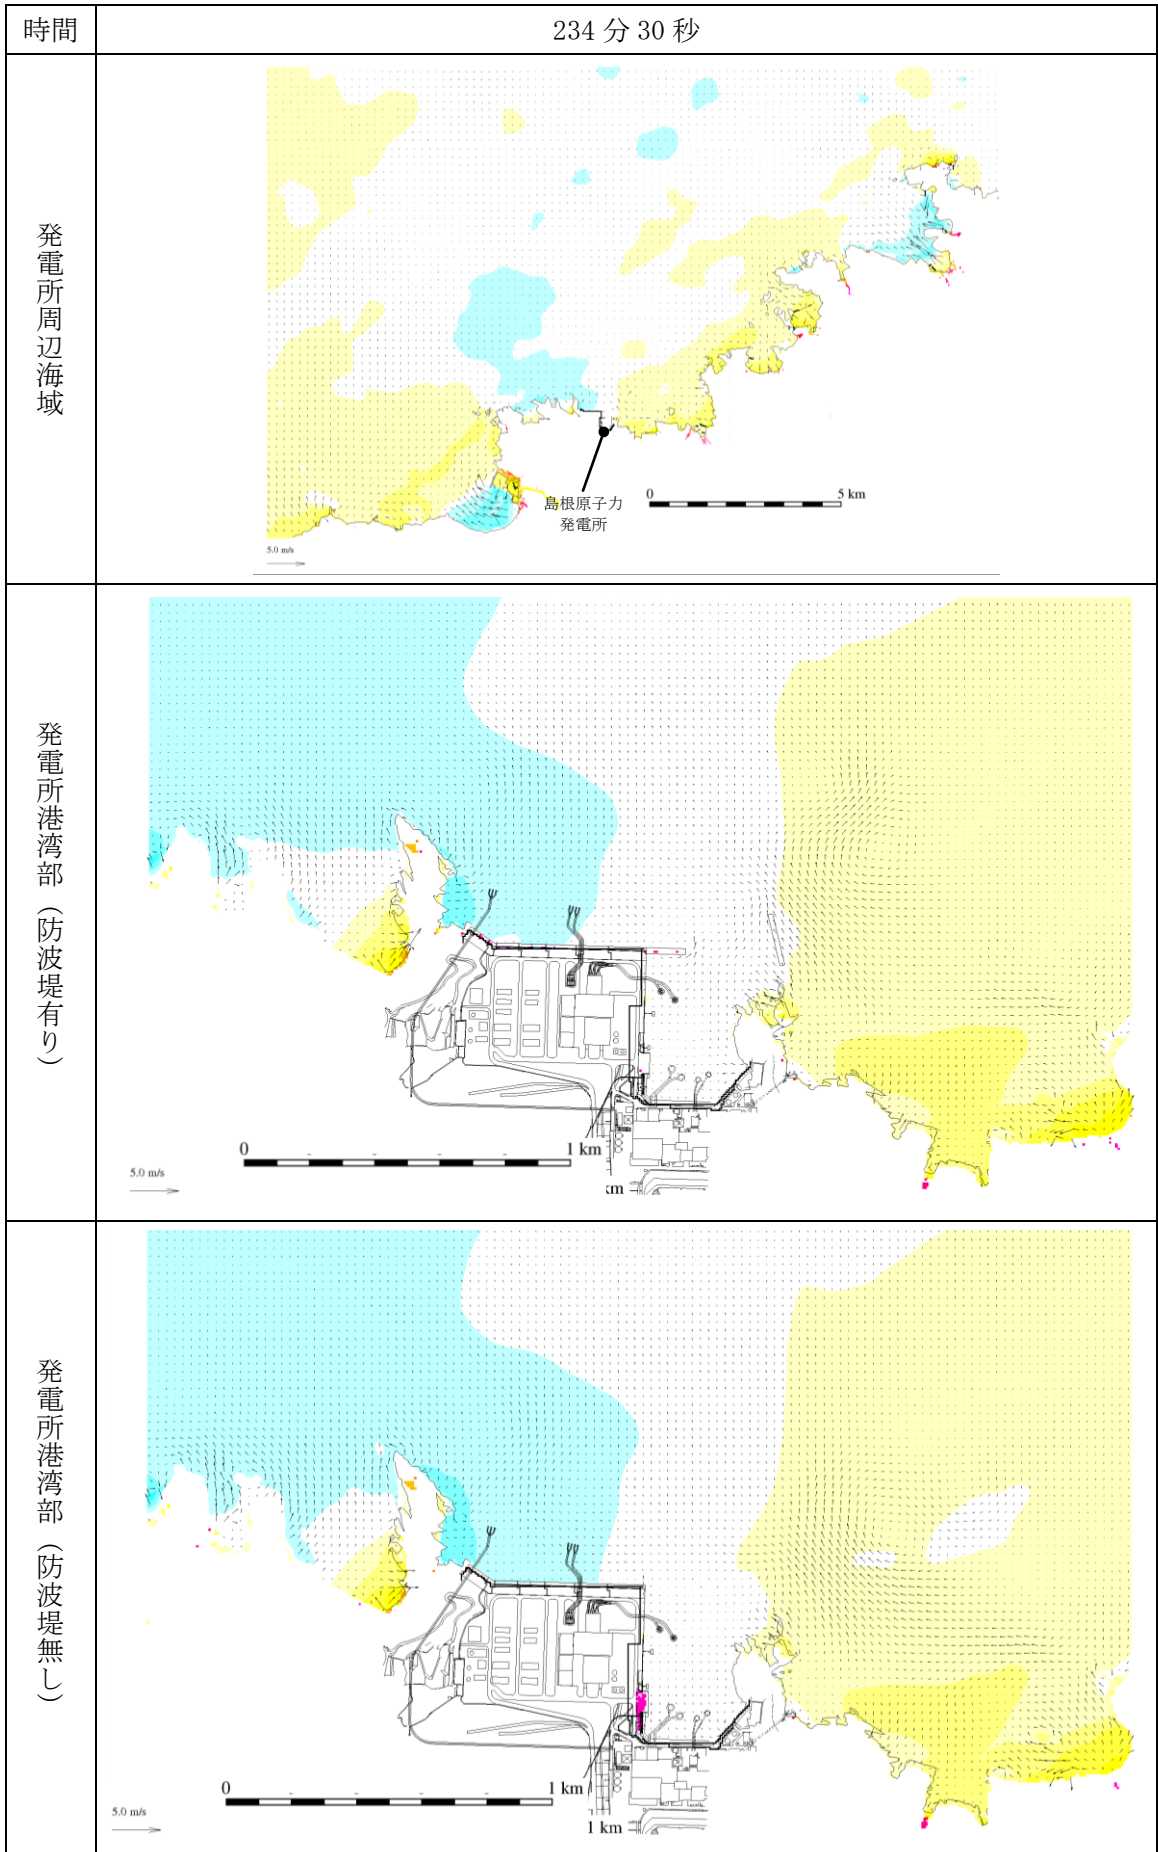 時間
234 分 30 秒
発電所周辺海域
島根原子力
発電所
0
5 km
5.0 m/s
発電所港湾部（防波堤有り）
0
1 km
5.0 m/s
km
発電所港湾部（防波堤無し）
0
1 km
5.0 m/s
1 km